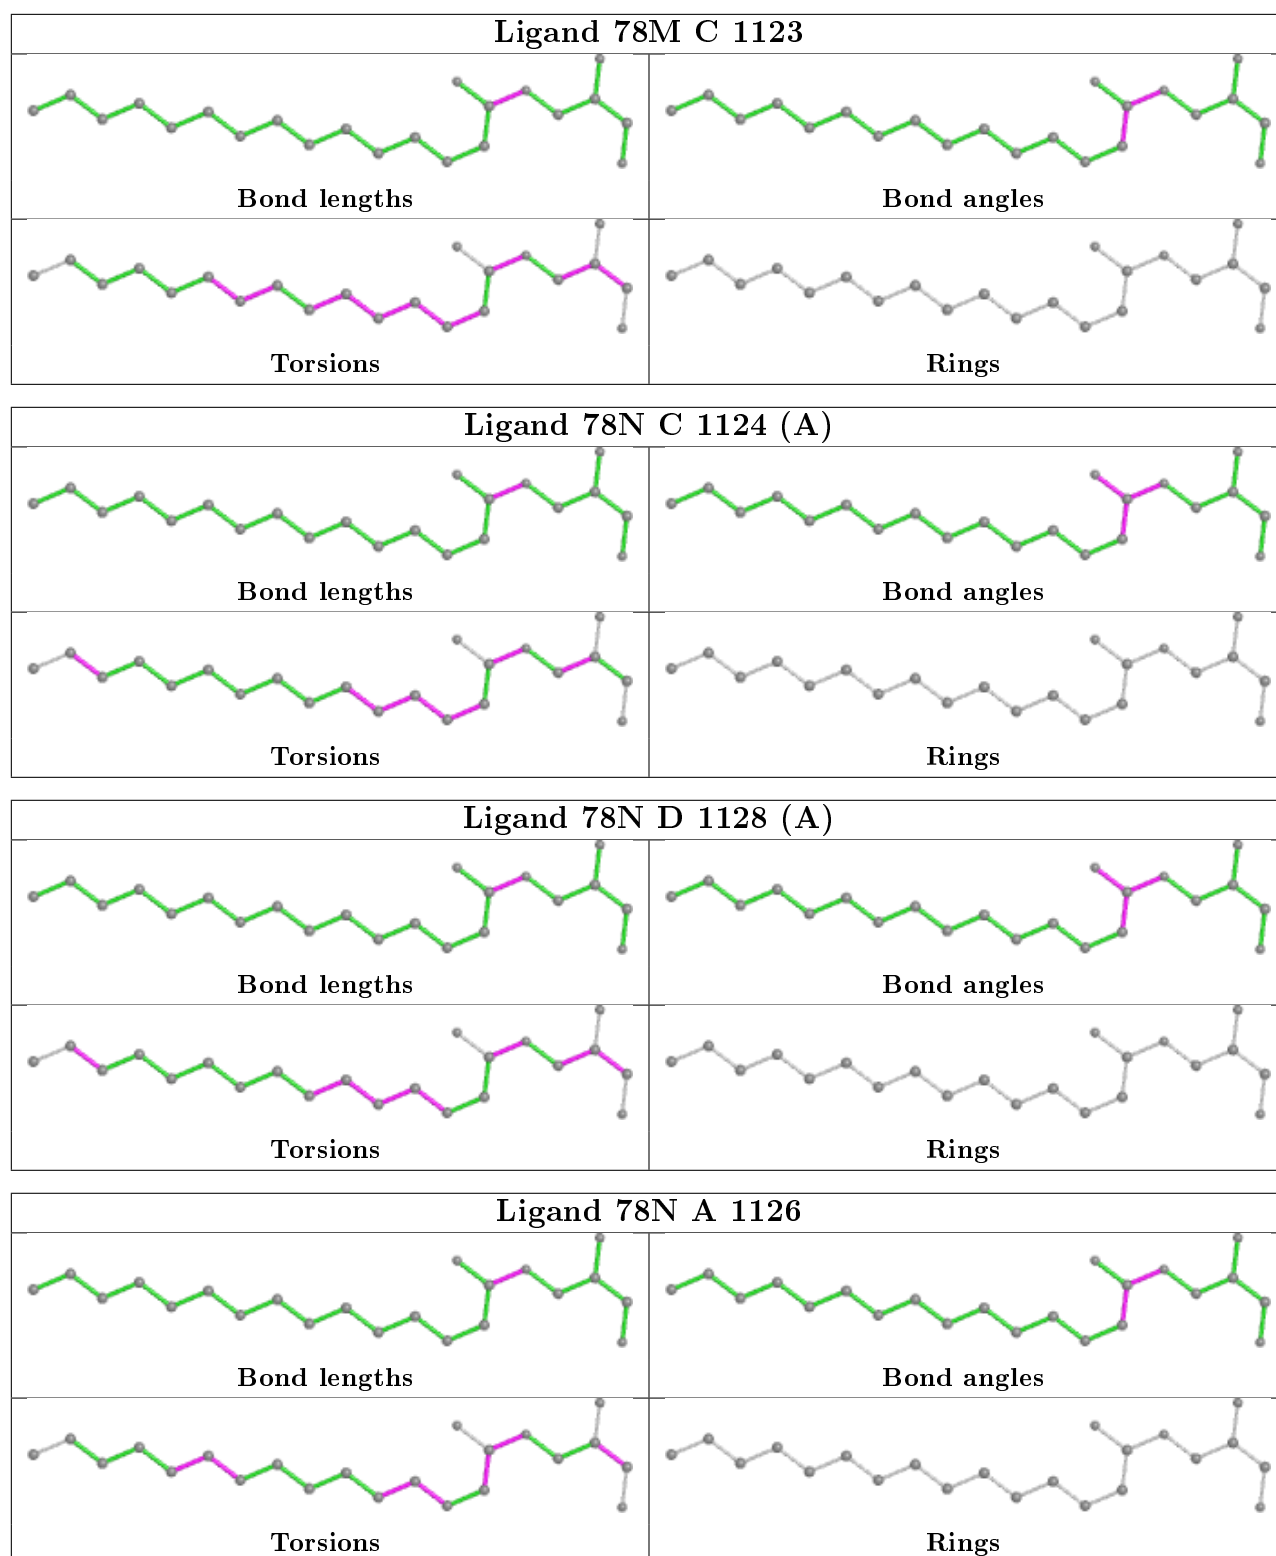 Ligand 78M C 1123
Bond lengths
Bond angles
Torsions
Rings
Ligand 78N C 1124 (A)
Bond lengths
Bond angles
Torsions
Rings
Ligand 78N D 1128 (A)
Bond lengths
Bond angles
Torsions
Rings
Ligand 78N A 1126
Bond lengths
Bond angles
Torsions
Rings